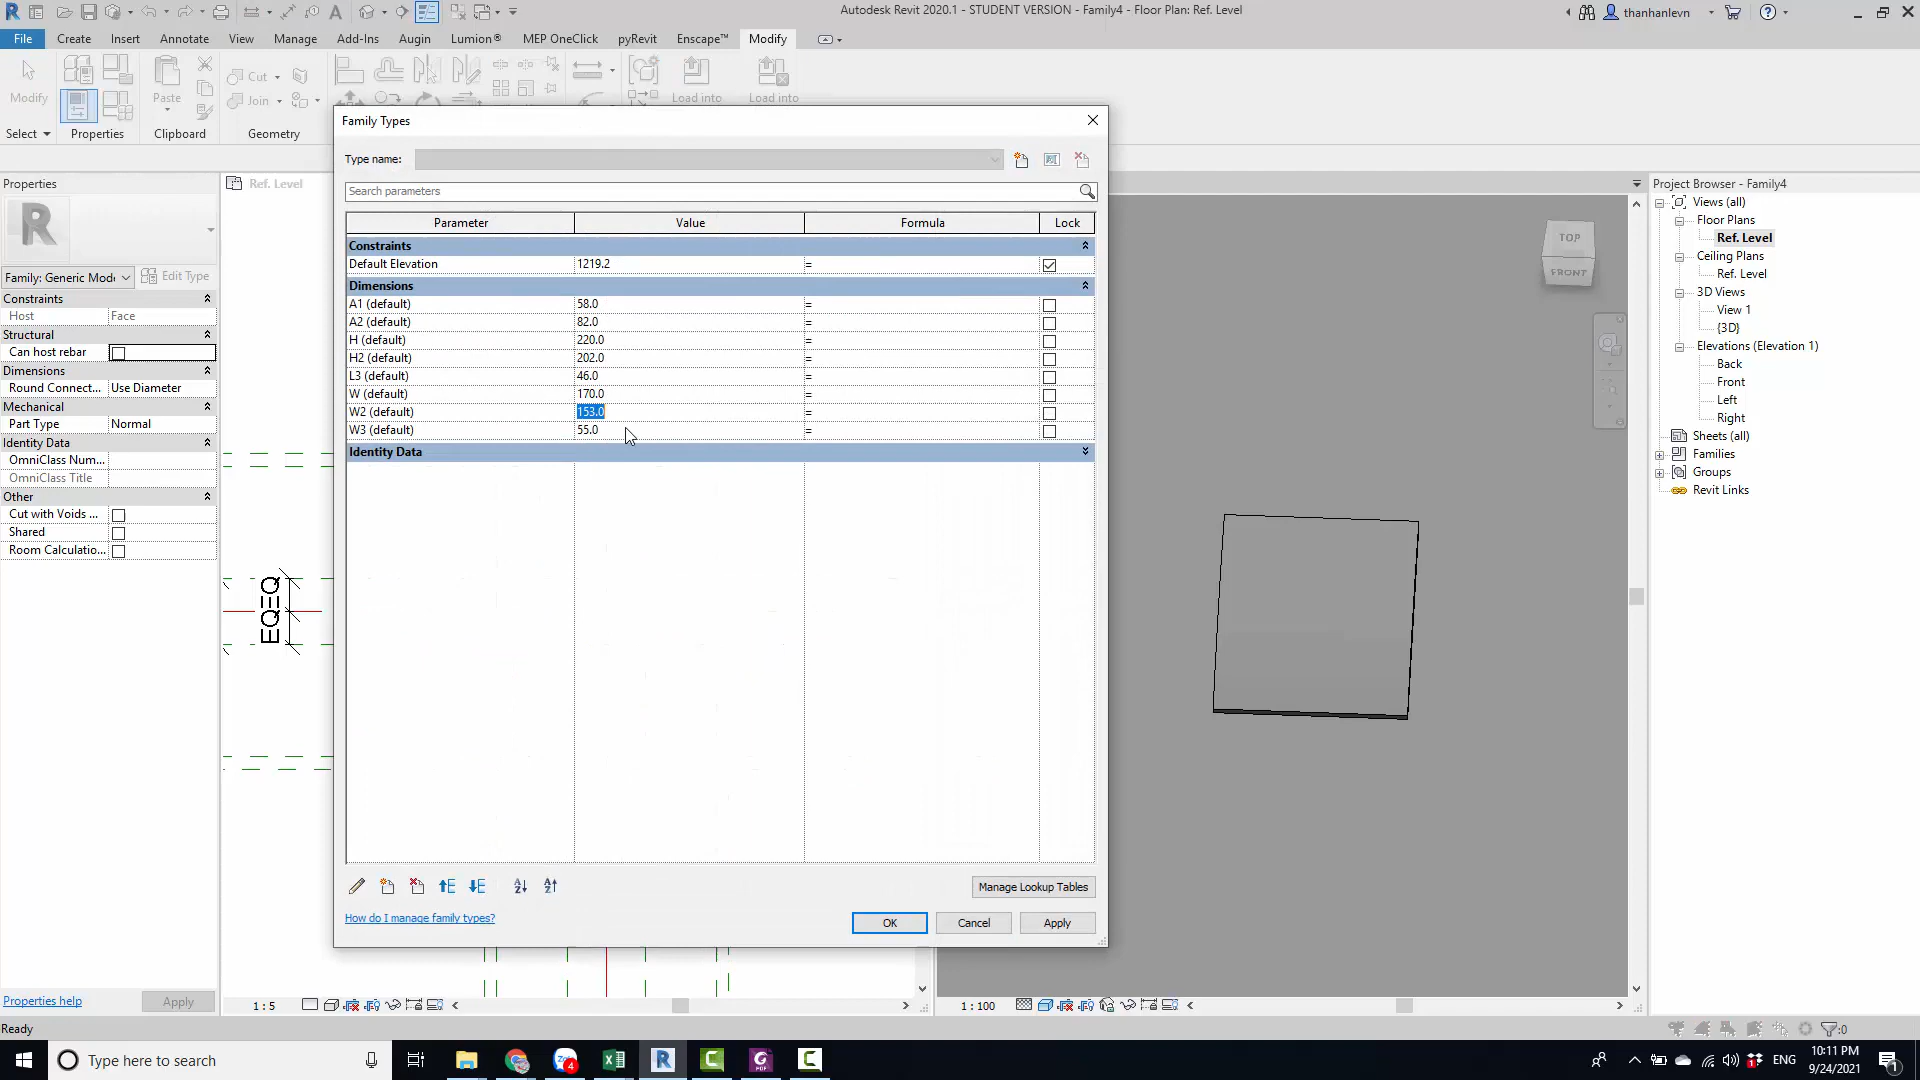 Autodesk Revit 2020.1 - STUDENT VERSION - Family4 - Floor Plan: Ref. Level
thanhanlevn
File
Create
Insert
Annotate
View
Manage
Add-Ins
Augin
Lumion®
MEP OneClick
pyRevit
Enscape™
Modify
Modify
Paste
Cut
Join
Load into
Load into
Select
Properties
Clipboard
Geometry
Properties
Family: Generic Mode
Edit Type
Constraints
Host Face
Structural
Can host rebar
Dimensions
Round Connect... Use Diameter
Mechanical
Part Type Normal
Identity Data
OmniClass Num...
OmniClass Title
Other
Cut with Voids ...
Shared
Room Calculatio...
Properties help
Apply
Ref. Level
EQ EQ
1 : 5
Family Types
Type name:
Search parameters
Parameter Value Formula Lock
Constraints
Default Elevation 1219.2 =
Dimensions
A1 (default) 58.0 =
A2 (default) 82.0 =
H (default) 220.0 =
H2 (default) 202.0 =
L3 (default) 46.0 =
W (default) 170.0 =
W2 (default) 153.0 =
W3 (default) 55.0 =
Identity Data
Manage Lookup Tables
How do I manage family types?
OK
Cancel
Apply
TOP
FRONT
1 : 100
Project Browser - Family4
Views (all)
Floor Plans
Ref. Level
Ceiling Plans
Ref. Level
3D Views
View 1
{3D}
Elevations (Elevation 1)
Back
Front
Left
Right
Sheets (all)
Families
Groups
Revit Links
Ready
:0
Type here to search
4
ENG
10:11 PM
9/24/2021
1